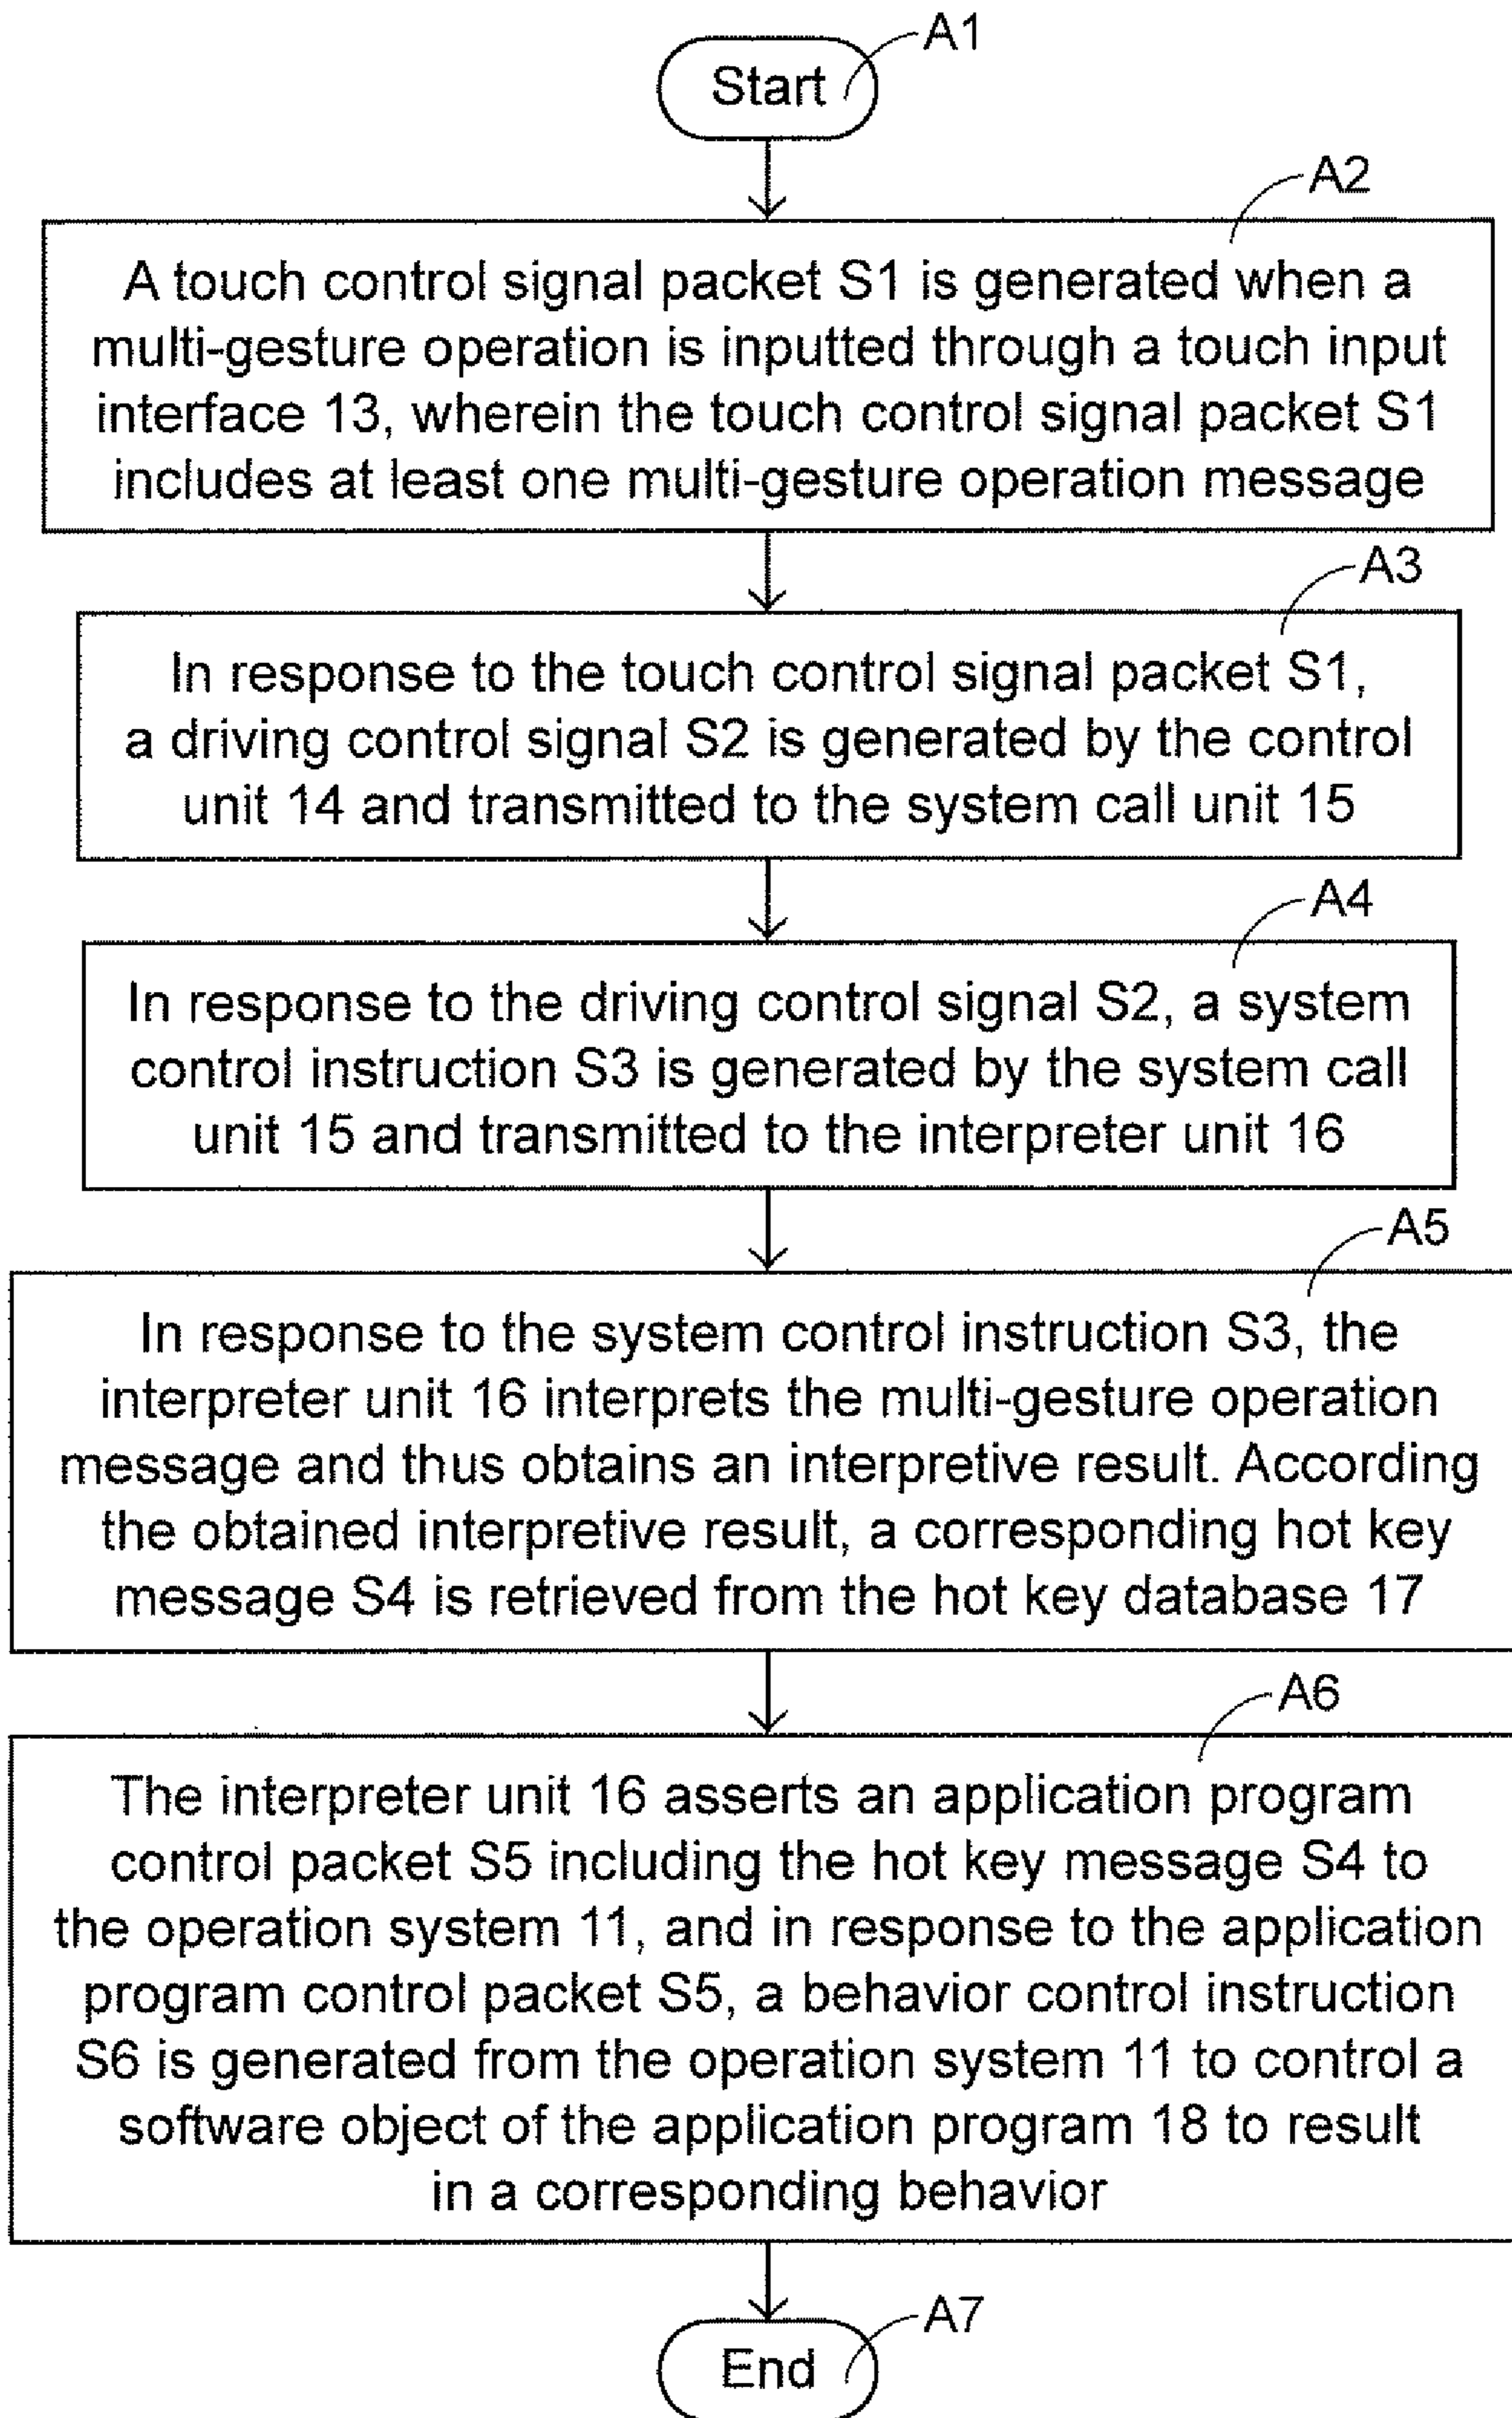 A1
Start
A2
A touch control signal packet S1 is generated when a
multi-gesture operation is inputted through a touch input
interface 13, wherein the touch control signal packet S1
includes at least one multi-gesture operation message
A3
In response to the touch control signal packet S1,
a driving control signal S2 is generated by the control
unit 14 and transmitted to the system call unit 15
A4
In response to the driving control signal S2, a system
control instruction S3 is generated by the system call
unit 15 and transmitted to the interpreter unit 16
A5
In response to the system control instruction S3, the
interpreter unit 16 interprets the multi-gesture operation
message and thus obtains an interpretive result. According
the obtained interpretive result, a corresponding hot key
message S4 is retrieved from the hot key database 17
A6
The interpreter unit 16 asserts an application program
control packet S5 including the hot key message S4 to
the operation system 11, and in response to the application
program control packet S5, a behavior control instruction
S6 is generated from the operation system 11 to control a
software object of the application program 18 to result
in a corresponding behavior
A7
End